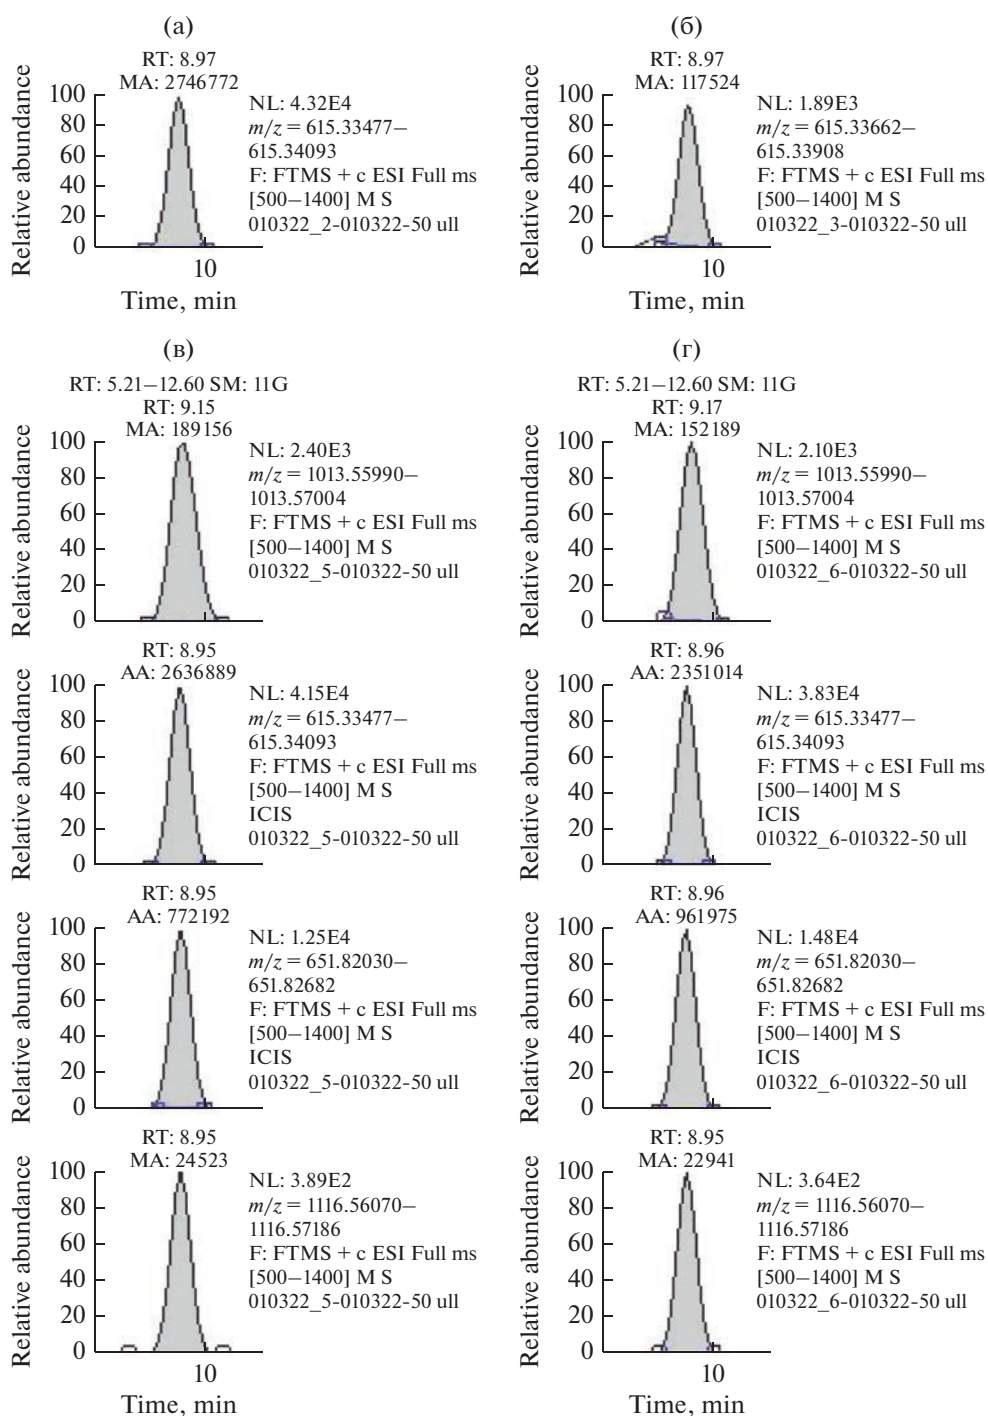 (а)
RT: 8.97
MA: 2746772
Relative abundance
100
80
60
40
20
0
NL: 4.32E4
m/z = 615.33477–
615.34093
F: FTMS + c ESI Full ms
[500–1400] M S
010322_2-010322-50 ull
10
Time, min
(б)
RT: 8.97
MA: 117524
Relative abundance
100
80
60
40
20
0
NL: 1.89E3
m/z = 615.33662–
615.33908
F: FTMS + c ESI Full ms
[500–1400] M S
010322_3-010322-50 ull
10
Time, min
(в)
RT: 5.21–12.60 SM: 11G
RT: 9.15
MA: 189156
Relative abundance
100
80
60
40
20
0
NL: 2.40E3
m/z = 1013.55990–
1013.57004
F: FTMS + c ESI Full ms
[500–1400] M S
010322_5-010322-50 ull
RT: 8.95
AA: 2636889
Relative abundance
100
80
60
40
20
0
NL: 4.15E4
m/z = 615.33477–
615.34093
F: FTMS + c ESI Full ms
[500–1400] M S
ICIS
010322_5-010322-50 ull
RT: 8.95
AA: 772192
Relative abundance
100
80
60
40
20
0
NL: 1.25E4
m/z = 651.82030–
651.82682
F: FTMS + c ESI Full ms
[500–1400] M S
ICIS
010322_5-010322-50 ull
RT: 8.95
MA: 24523
Relative abundance
100
80
60
40
20
0
NL: 3.89E2
m/z = 1116.56070–
1116.57186
F: FTMS + c ESI Full ms
[500–1400] M S
010322_5-010322-50 ull
10
Time, min
(г)
RT: 5.21–12.60 SM: 11G
RT: 9.17
MA: 152189
Relative abundance
100
80
60
40
20
0
NL: 2.10E3
m/z = 1013.55990–
1013.57004
F: FTMS + c ESI Full ms
[500–1400] M S
010322_6-010322-50 ull
RT: 8.96
AA: 2351014
Relative abundance
100
80
60
40
20
0
NL: 3.83E4
m/z = 615.33477–
615.34093
F: FTMS + c ESI Full ms
[500–1400] M S
ICIS
010322_6-010322-50 ull
RT: 8.96
AA: 961975
Relative abundance
100
80
60
40
20
0
NL: 1.48E4
m/z = 651.82030–
651.82682
F: FTMS + c ESI Full ms
[500–1400] M S
ICIS
010322_6-010322-50 ull
RT: 8.95
MA: 22941
Relative abundance
100
80
60
40
20
0
NL: 3.64E2
m/z = 1116.56070–
1116.57186
F: FTMS + c ESI Full ms
[500–1400] M S
010322_6-010322-50 ull
10
Time, min